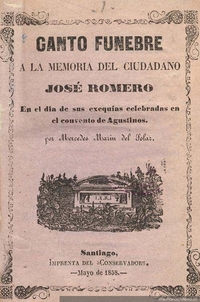 CANTO FUNEBRE
A LA MEMORIA DEL CIUDADANO
JOSÉ ROMERO
En el dia de sus exequias celebradas en
el convento de Agustinos.
por Mercedes Marin del Solar.
Santiago,
IMPRENTA DEL «CONSERVADOR»,
—Mayo de 1858.—